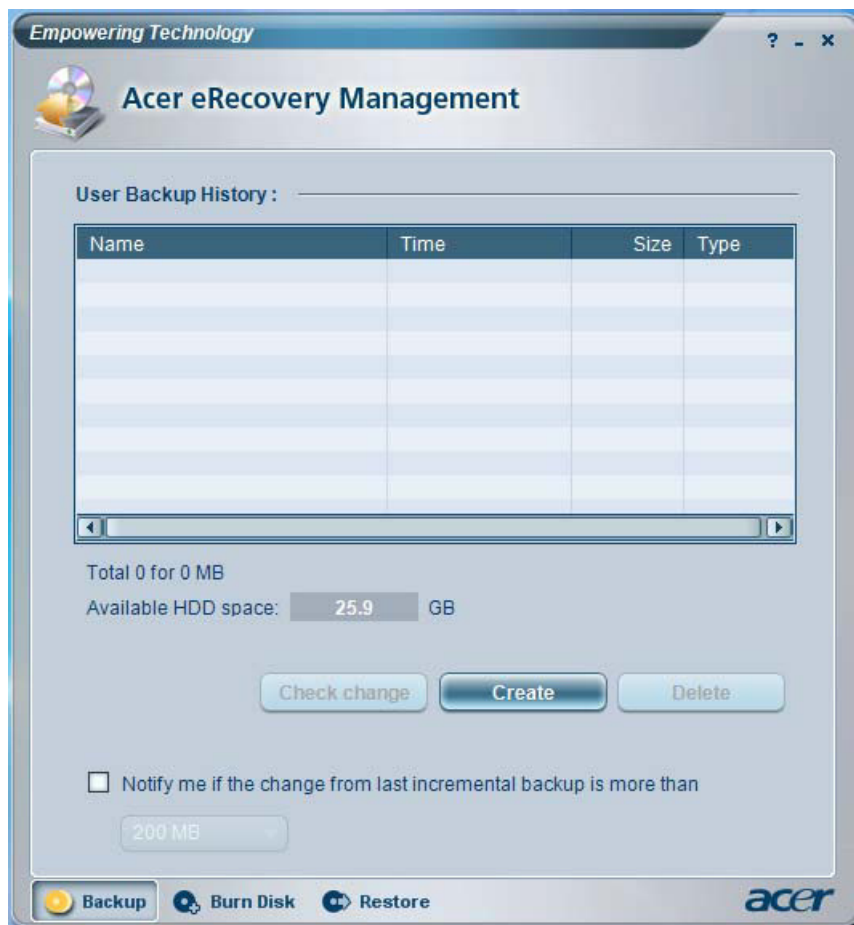 Empowering Technology
? - ×
Acer eRecovery Management
User Backup History :
Name Time Size Type
Total 0 for 0 MB
Available HDD space: 25.9 GB
Check change Create Delete
Notify me if the change from last incremental backup is more than
200 MB
Backup Burn Disk Restore acer